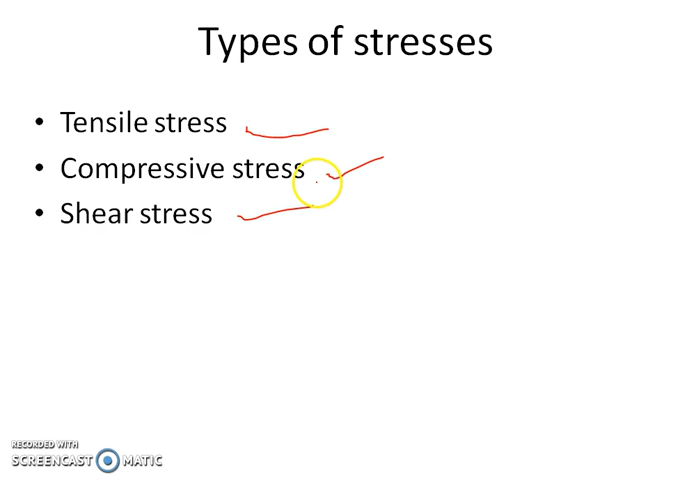 Types of stresses
• Tensile stress
• Compressive stress
• Shear stress
RECORDED WITH
SCREENCAST MATIC